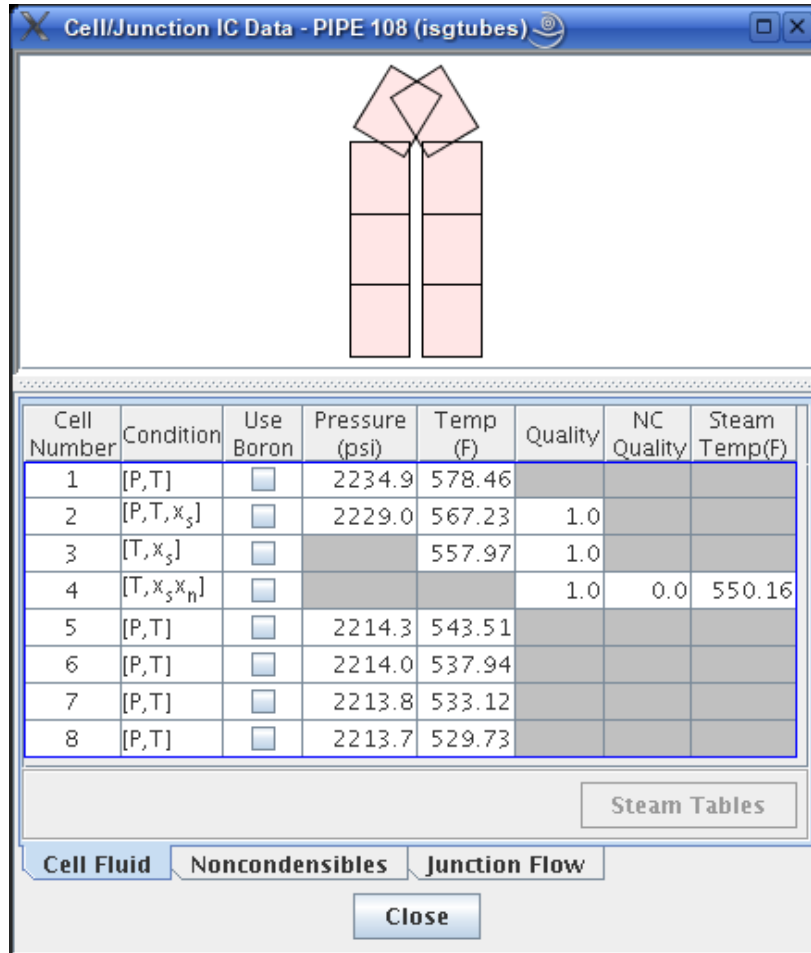 Cell/Junction IC Data - PIPE 108 (isgtubes)
Cell Number Condition Use Boron Pressure (psi) Temp (F) Quality NC Quality Steam Temp(F)
1 [P,T] 2234.9 578.46
2 [P,T,xs] 2229.0 567.23 1.0
3 [T,xs] 557.97 1.0
4 [T,xsxn] 1.0 0.0 550.16
5 [P,T] 2214.3 543.51
6 [P,T] 2214.0 537.94
7 [P,T] 2213.8 533.12
8 [P,T] 2213.7 529.73
Steam Tables
Cell Fluid Noncondensibles Junction Flow
Close